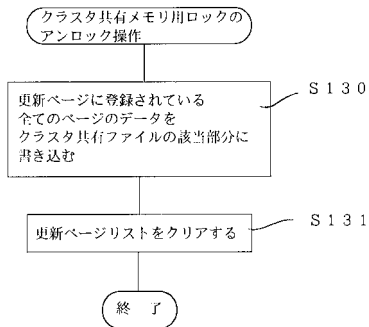 クラスタ共有メモリ用ロックの
アンロック操作
更新ページに登録されている
全てのページのデータを
クラスタ共有ファイルの該当部分に
書き込む
S130
更新ページリストをクリアする
S131
終 了